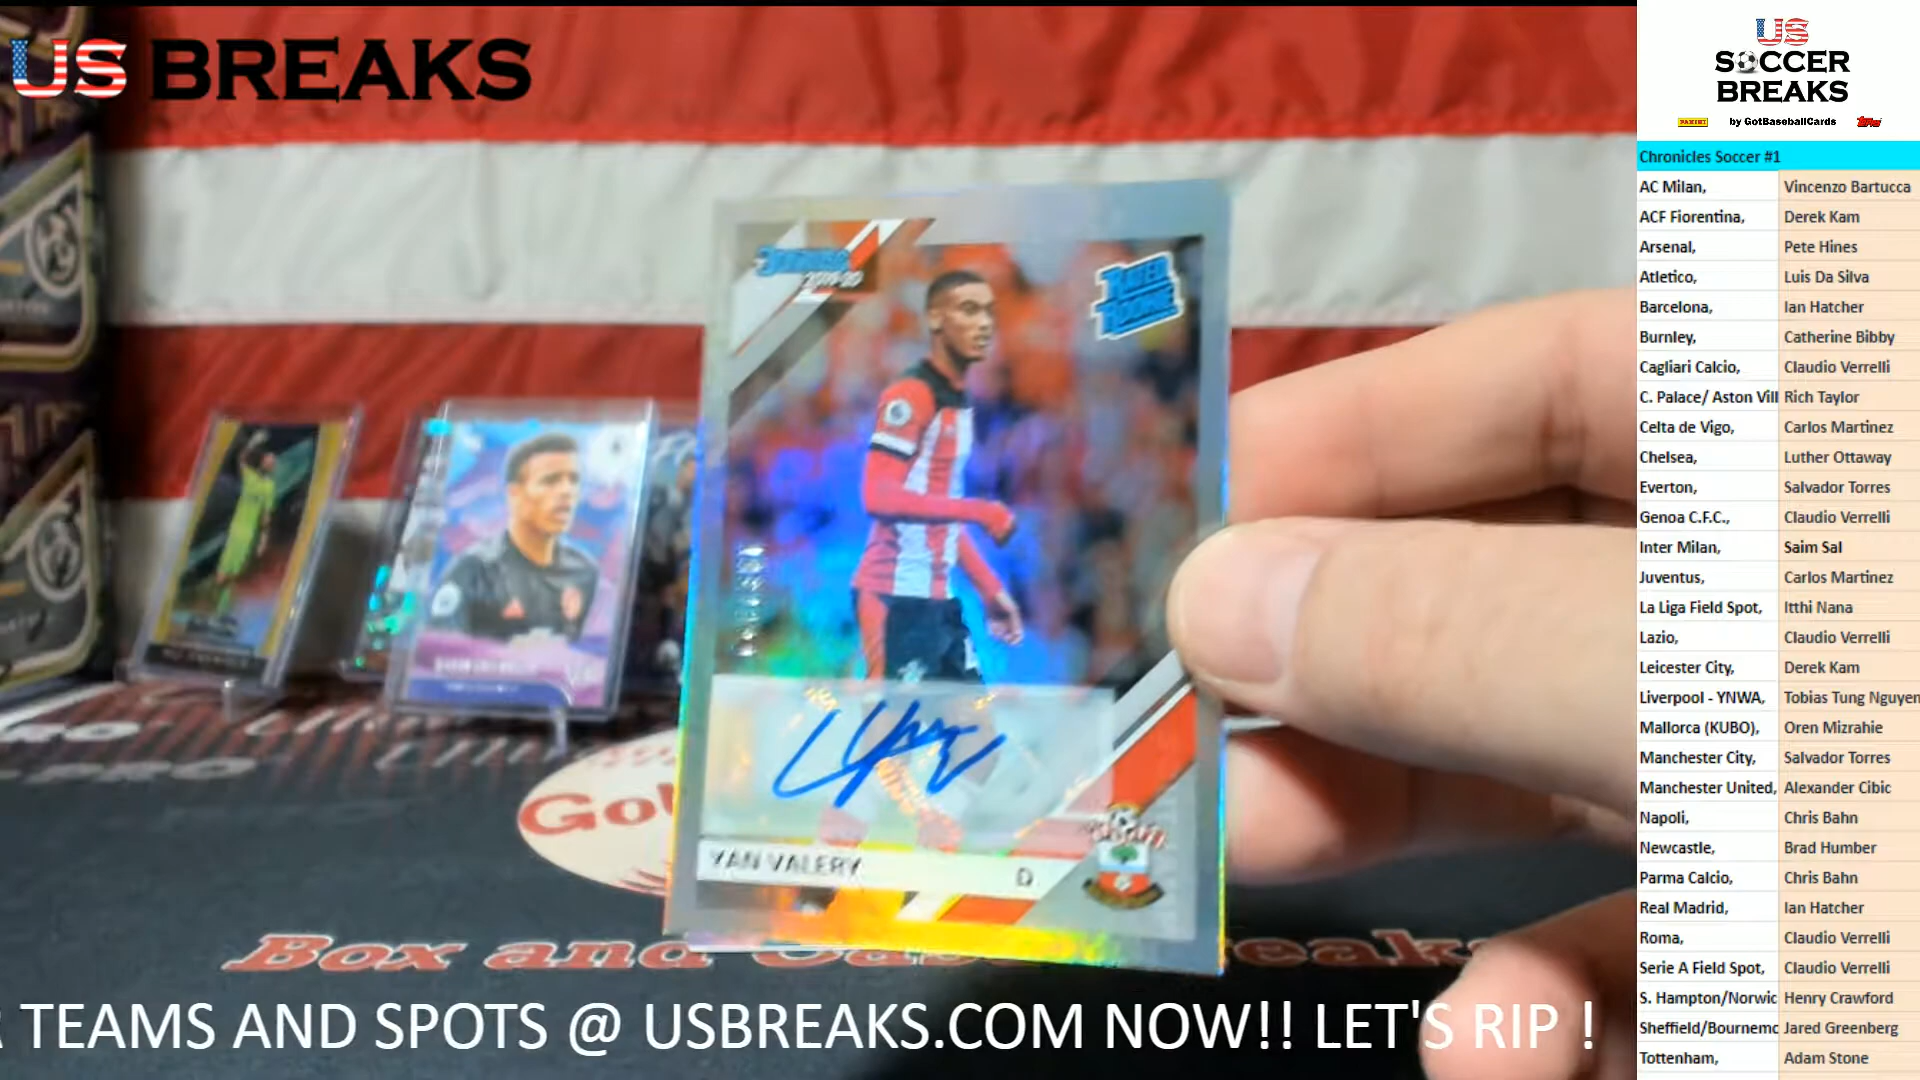 US BREAKS
US
SOCCER
BREAKS
PANINI
by GotBaseballCards
Topps
Chronicles Soccer #1
AC Milan, Vincenzo Bartucca
ACF Fiorentina, Derek Kam
Arsenal, Pete Hines
Atletico, Luis Da Silva
Barcelona, Ian Hatcher
Burnley, Catherine Bibby
Cagliari Calcio, Claudio Verrelli
C. Palace/ Aston Vill Rich Taylor
Celta de Vigo, Carlos Martinez
Chelsea, Luther Ottaway
Everton, Salvador Torres
Genoa C.F.C., Claudio Verrelli
Inter Milan, Saim Sal
Juventus, Carlos Martinez
La Liga Field Spot, Itthi Nana
Lazio, Claudio Verrelli
Leicester City, Derek Kam
Liverpool - YNWA, Tobias Tung Nguyen
Mallorca (KUBO), Oren Mizrahie
Manchester City, Salvador Torres
Manchester United, Alexander Cibic
Napoli, Chris Bahn
Newcastle, Brad Humber
Parma Calcio, Chris Bahn
Real Madrid, Ian Hatcher
Roma, Claudio Verrelli
Serie A Field Spot, Claudio Verrelli
S. Hampton/Norwic Henry Crawford
Sheffield/Bournemo Jared Greenberg
Tottenham, Adam Stone
DONRUSS
2019-20
RATED
ROOKIE
YAN VALERY D
Box and
TEAMS AND SPOTS @ USBREAKS.COM NOW!! LET'S RIP !